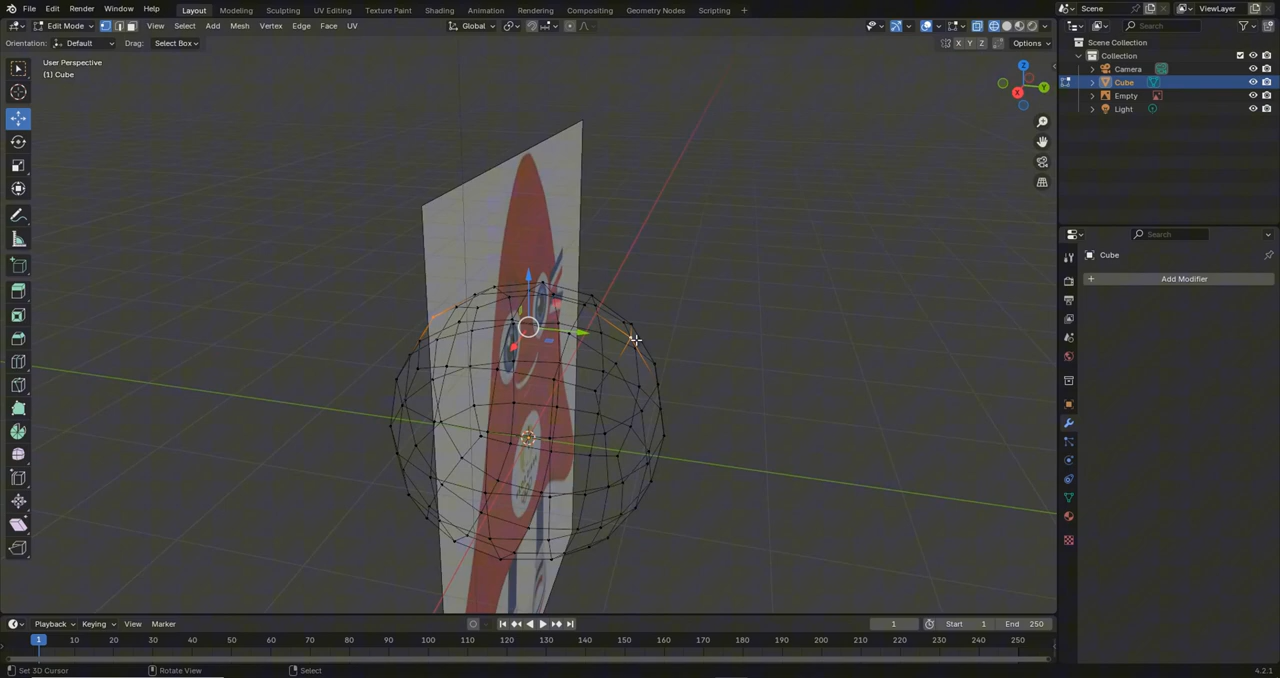 File Edit Render Window Help Layout Modeling Sculpting UV Editing Texture Paint Shading Animation Rendering Compositing Geometry Nodes Scripting + Scene ViewLayer
Edit Mode View Select Add Mesh Vertex Edge Face UV Global Search
Orientation: Default Drag: Select Box X Y Z Options
Scene Collection
Collection
Camera
Cube
Empty
Light
User Perspective
(1) Cube
Z
Y
X
Search
Cube
+ Add Modifier
Playback Keying View Marker 1 Start 1 End 250
1 10 20 30 40 50 60 70 80 90 100 110 120 130 140 150 160 170 180 190 200 210 220 230 240 250
Set 3D Cursor Rotate View Select 4.2.1